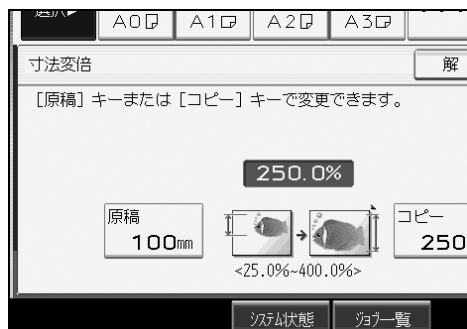 選択▶ A0 A1 A2 A3
寸法変倍 解
[原稿] キーまたは [コピー] キーで変更できます。
250.0%
原稿 コピー
100mm 250
<25.0%~400.0%>
システム状態 ジョブ一覧